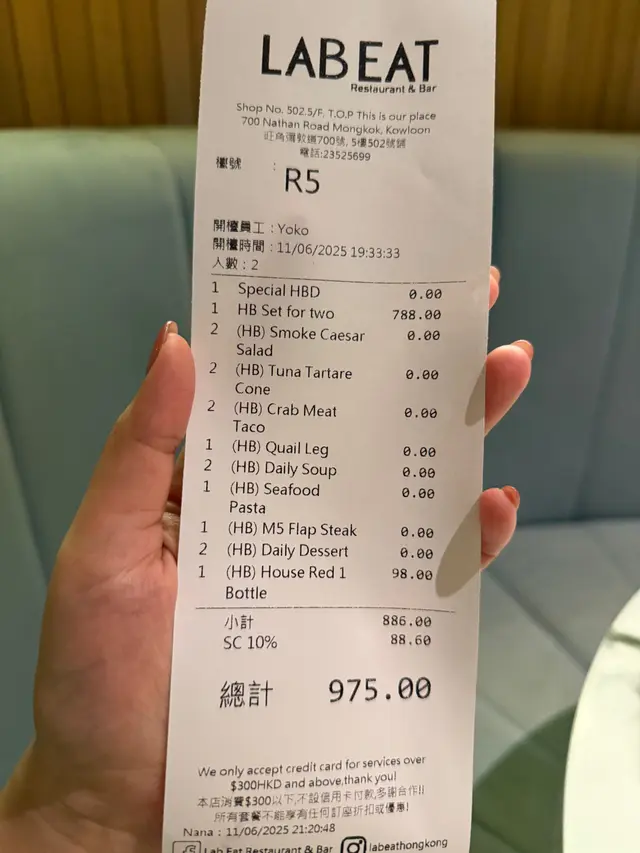 LAB EAT
Restaurant & Bar
Shop No. 502.5/F. T.O.P This is our place
700 Nathan Road Mongkok, Kowloon
旺角彌敦道700號, 5樓502號舖
電話:23525699
檯號 :
R5
開檯員工 : Yoko
開檯時間 : 11/06/2025 19:33:33
人數 : 2
1 Special HBD 0.00
1 HB Set for two 788.00
2 (HB) Smoke Caesar 0.00
Salad
2 (HB) Tuna Tartare 0.00
Cone
2 (HB) Crab Meat 0.00
Taco
1 (HB) Quail Leg 0.00
2 (HB) Daily Soup 0.00
1 (HB) Seafood 0.00
Pasta
1 (HB) M5 Flap Steak 0.00
2 (HB) Daily Dessert 0.00
1 (HB) House Red 1 98.00
Bottle
小計 886.00
SC 10% 88.60
總計 975.00
We only accept credit card for services over
$300HKD and above,thank you!
本店消費$300以下,不設信用卡付款,多謝合作!!
所有套餐不能享有任何訂座折扣或優惠!
Nana : 11/06/2025 21:20:48
Lab Eat Restaurant & Bar labeathongkong